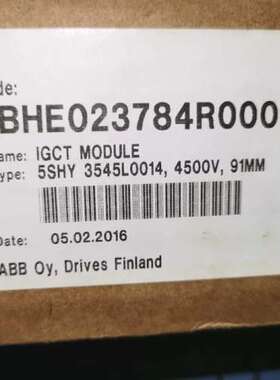 de:
BHE023784R000
ame: IGCT MODULE
ype: 5SHY 3545L0014, 4500V, 91MM
Date: 05.02.2016
ABB Oy, Drives Finland